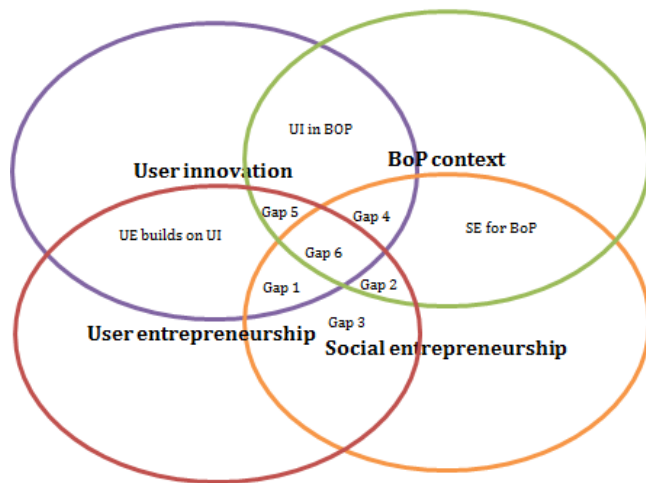 UI in BOP
BoP context
User innovation
Gap 5
Gap 4
UE builds on UI
SE for BoP
Gap 6
Gap 1
Gap 2
Gap 3
User entrepreneurship
Social entrepreneurship